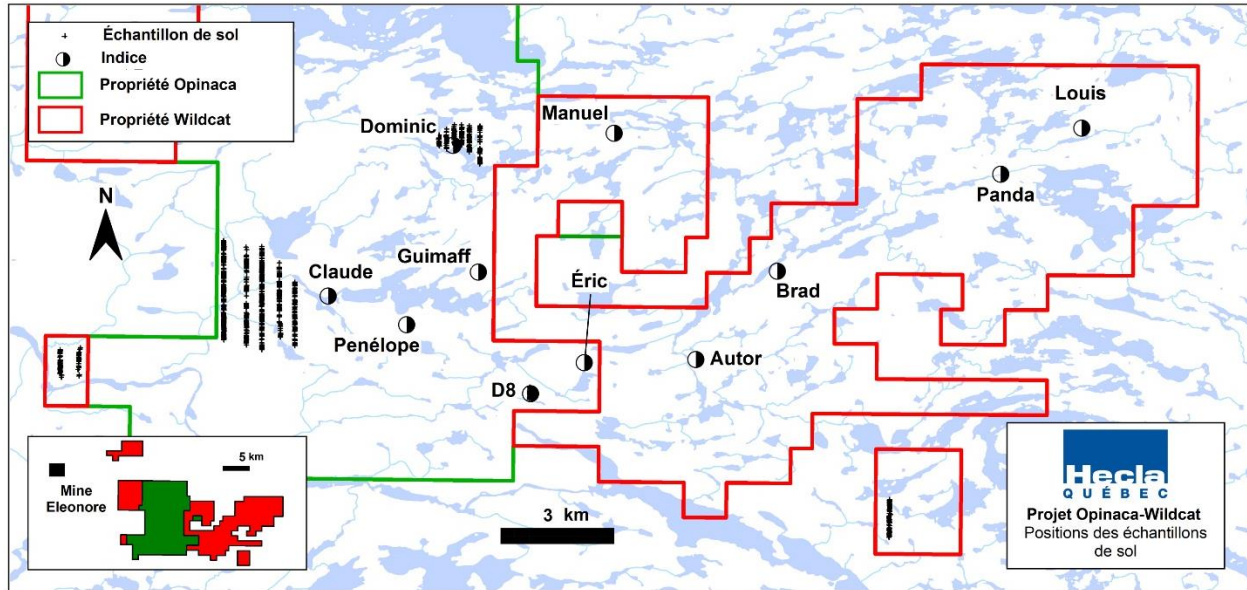 Échantillon de sol
Indice
Propriété Opinaca
Propriété Wildcat
Dominic
Manuel
Louis
Panda
N
Guimaff
Claude
Éric
Brad
Penélope
Autor
D8
5 km
Mine
Eleonore
3 km
Hecla
QUÉBEC
Projet Opinaca-Wildcat
Positions des échantillons
de sol